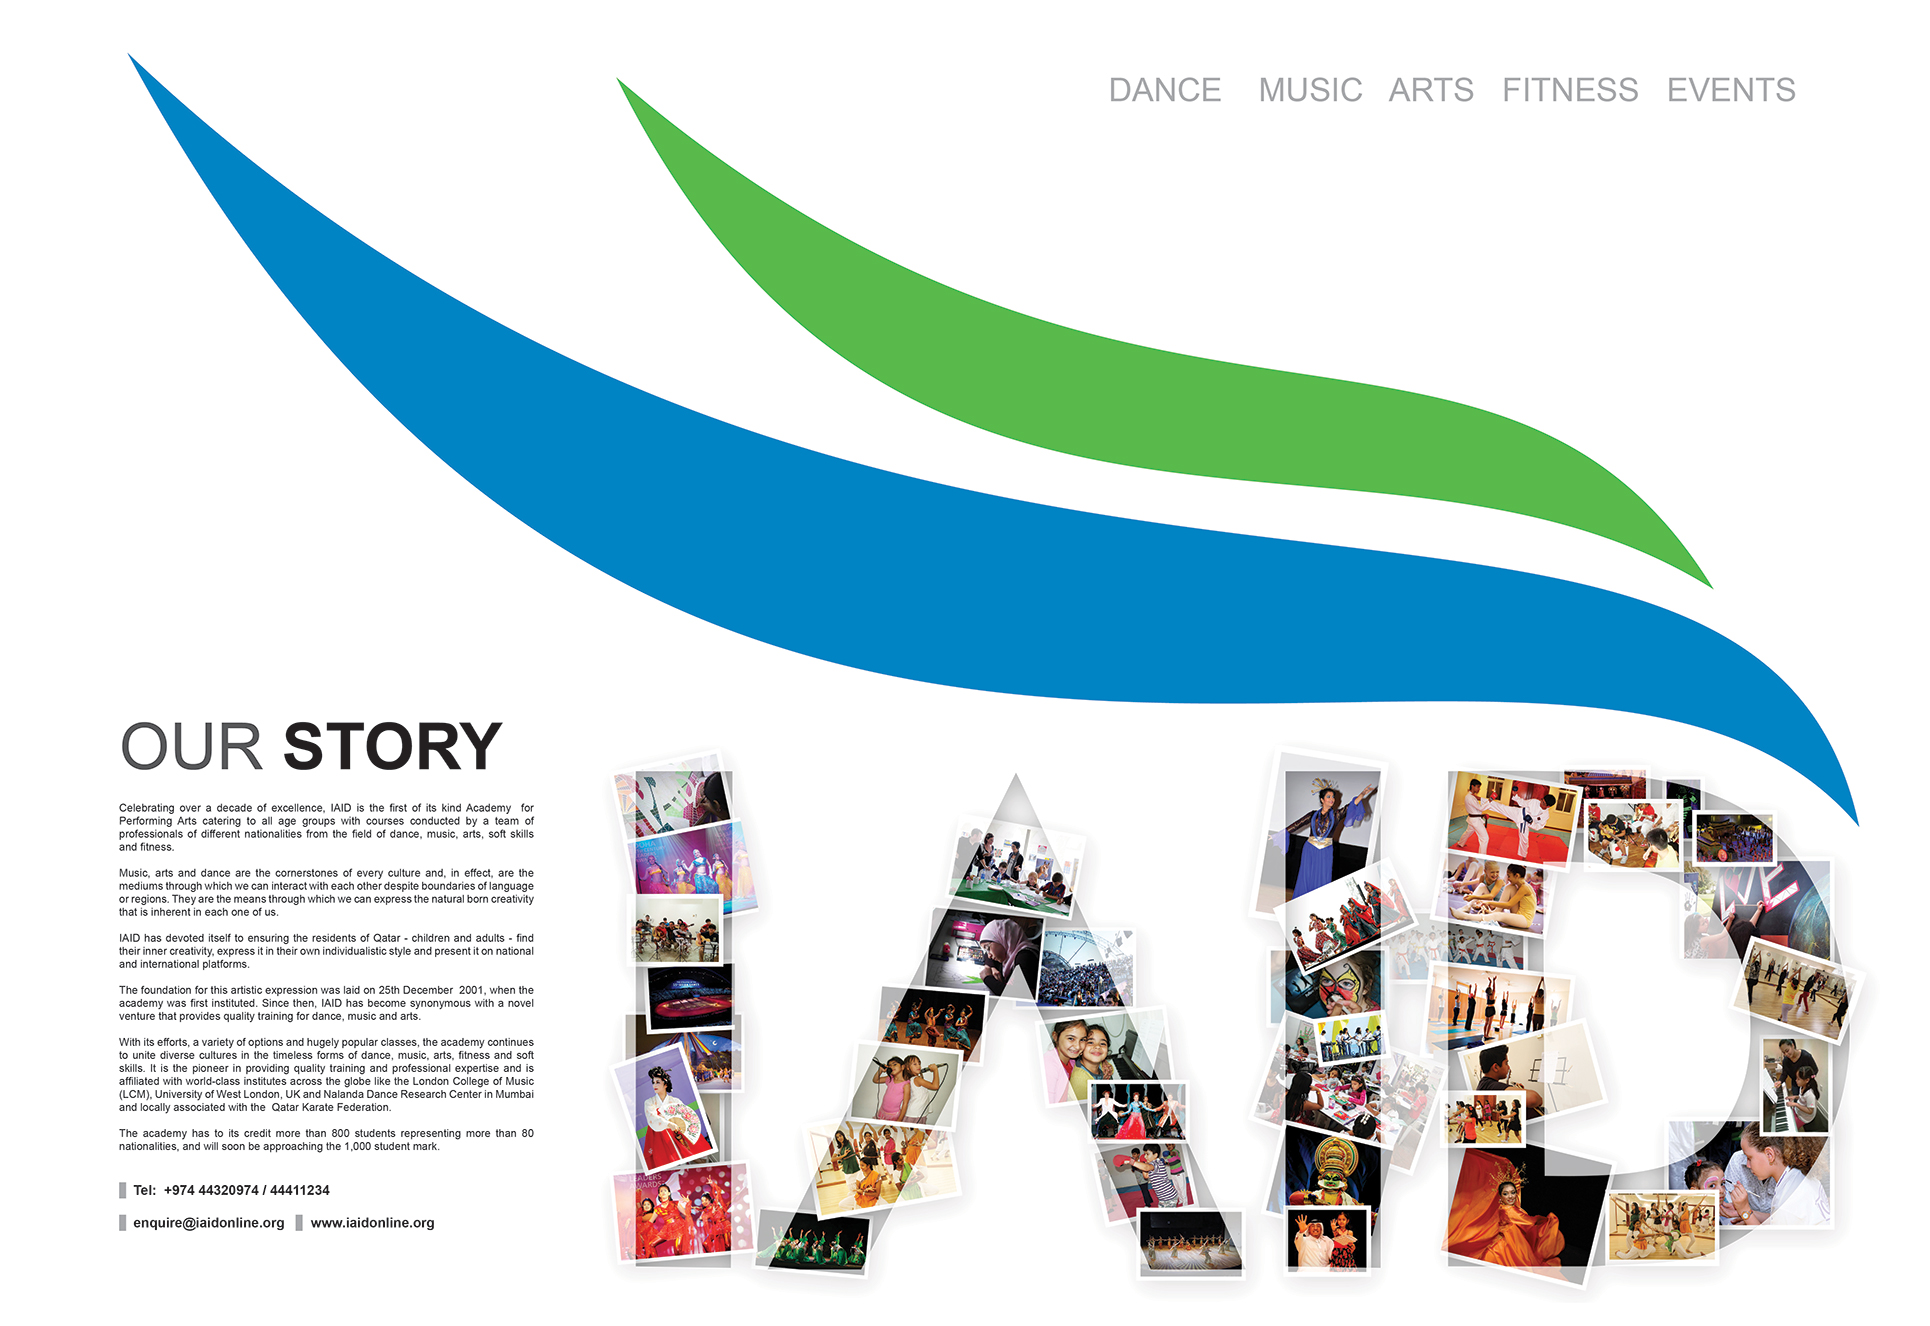 DANCE MUSIC ARTS FITNESS EVENTS
OUR STORY
Celebrating over a decade of excellence, IAID is the first of its kind Academy for
Performing Arts catering to all age groups with courses conducted by a team of
professionals of different nationalities from the field of dance, music, arts, soft skills
and fitness.
Music, arts and dance are the cornerstones of every culture and, in effect, are the
mediums through which we can interact with each other despite boundaries of language
or regions. They are the means through which we can express the natural born creativity
that is inherent in each one of us.
IAID has devoted itself to ensuring the residents of Qatar - children and adults - find
their inner creativity, express it in their own individualistic style and present it on national
and international platforms.
The foundation for this artistic expression was laid on 25th December 2001, when the
academy was first instituted. Since then, IAID has become synonymous with a novel
venture that provides quality training for dance, music and arts.
With its efforts, a variety of options and hugely popular classes, the academy continues
to unite diverse cultures in the timeless forms of dance, music, arts, fitness and soft
skills. It is the pioneer in providing quality training and professional expertise and is
affiliated with world-class institutes across the globe like the London College of Music
(LCM), University of West London, UK and Nalanda Dance Research Center in Mumbai
and locally associated with the Qatar Karate Federation.
The academy has to its credit more than 800 students representing more than 80
nationalities, and will soon be approaching the 1,000 student mark.
Tel: +974 44320974 / 44411234
enquire@iaidonline.org www.iaidonline.org
IAID